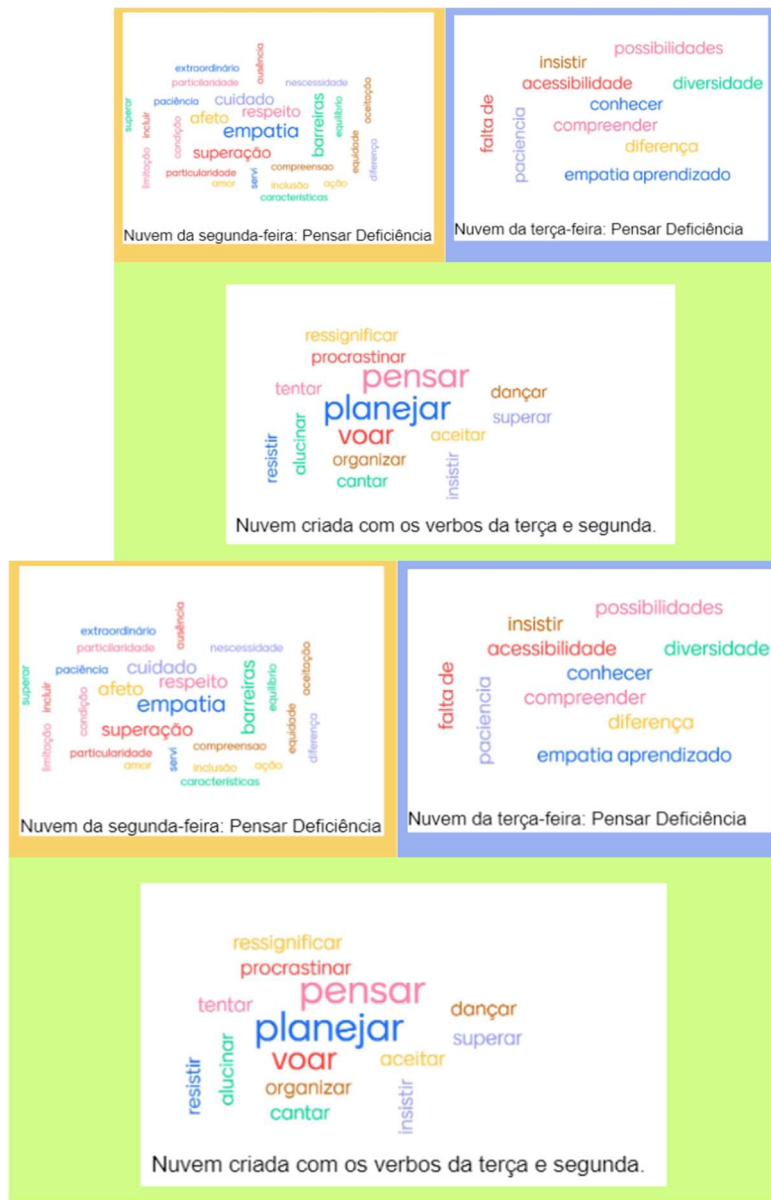 ausência
extraordinário
particilaridade
nescessidade
superar
incluir
paciência
cuidado
aceitação
limitação
condição
afeto
respeito
barreiras
equilíbrio
empatia
superação
equidade
diferença
particularidade
servi
compreensao
amor
inclusão
ação
características
Nuvem da segunda-feira: Pensar Deficiência
possibilidades
insistir
acessibilidade
diversidade
falta de
paciencia
conhecer
compreender
diferença
empatia aprendizado
Nuvem da terça-feira: Pensar Deficiência
ressignificar
procrastinar
pensar
tentar
dançar
planejar
superar
resistir
alucinar
voar
aceitar
organizar
insistir
cantar
Nuvem criada com os verbos da terça e segunda.
ausência
extraordinário
particilaridade
nescessidade
superar
incluir
paciência
cuidado
aceitação
limitação
condição
afeto
respeito
barreiras
equilíbrio
empatia
superação
equidade
diferença
particularidade
servi
compreensao
amor
inclusão
ação
características
Nuvem da segunda-feira: Pensar Deficiência
possibilidades
insistir
acessibilidade
diversidade
falta de
paciencia
conhecer
compreender
diferença
empatia aprendizado
Nuvem da terça-feira: Pensar Deficiência
ressignificar
procrastinar
pensar
tentar
dançar
planejar
superar
resistir
alucinar
voar
aceitar
organizar
insistir
cantar
Nuvem criada com os verbos da terça e segunda.